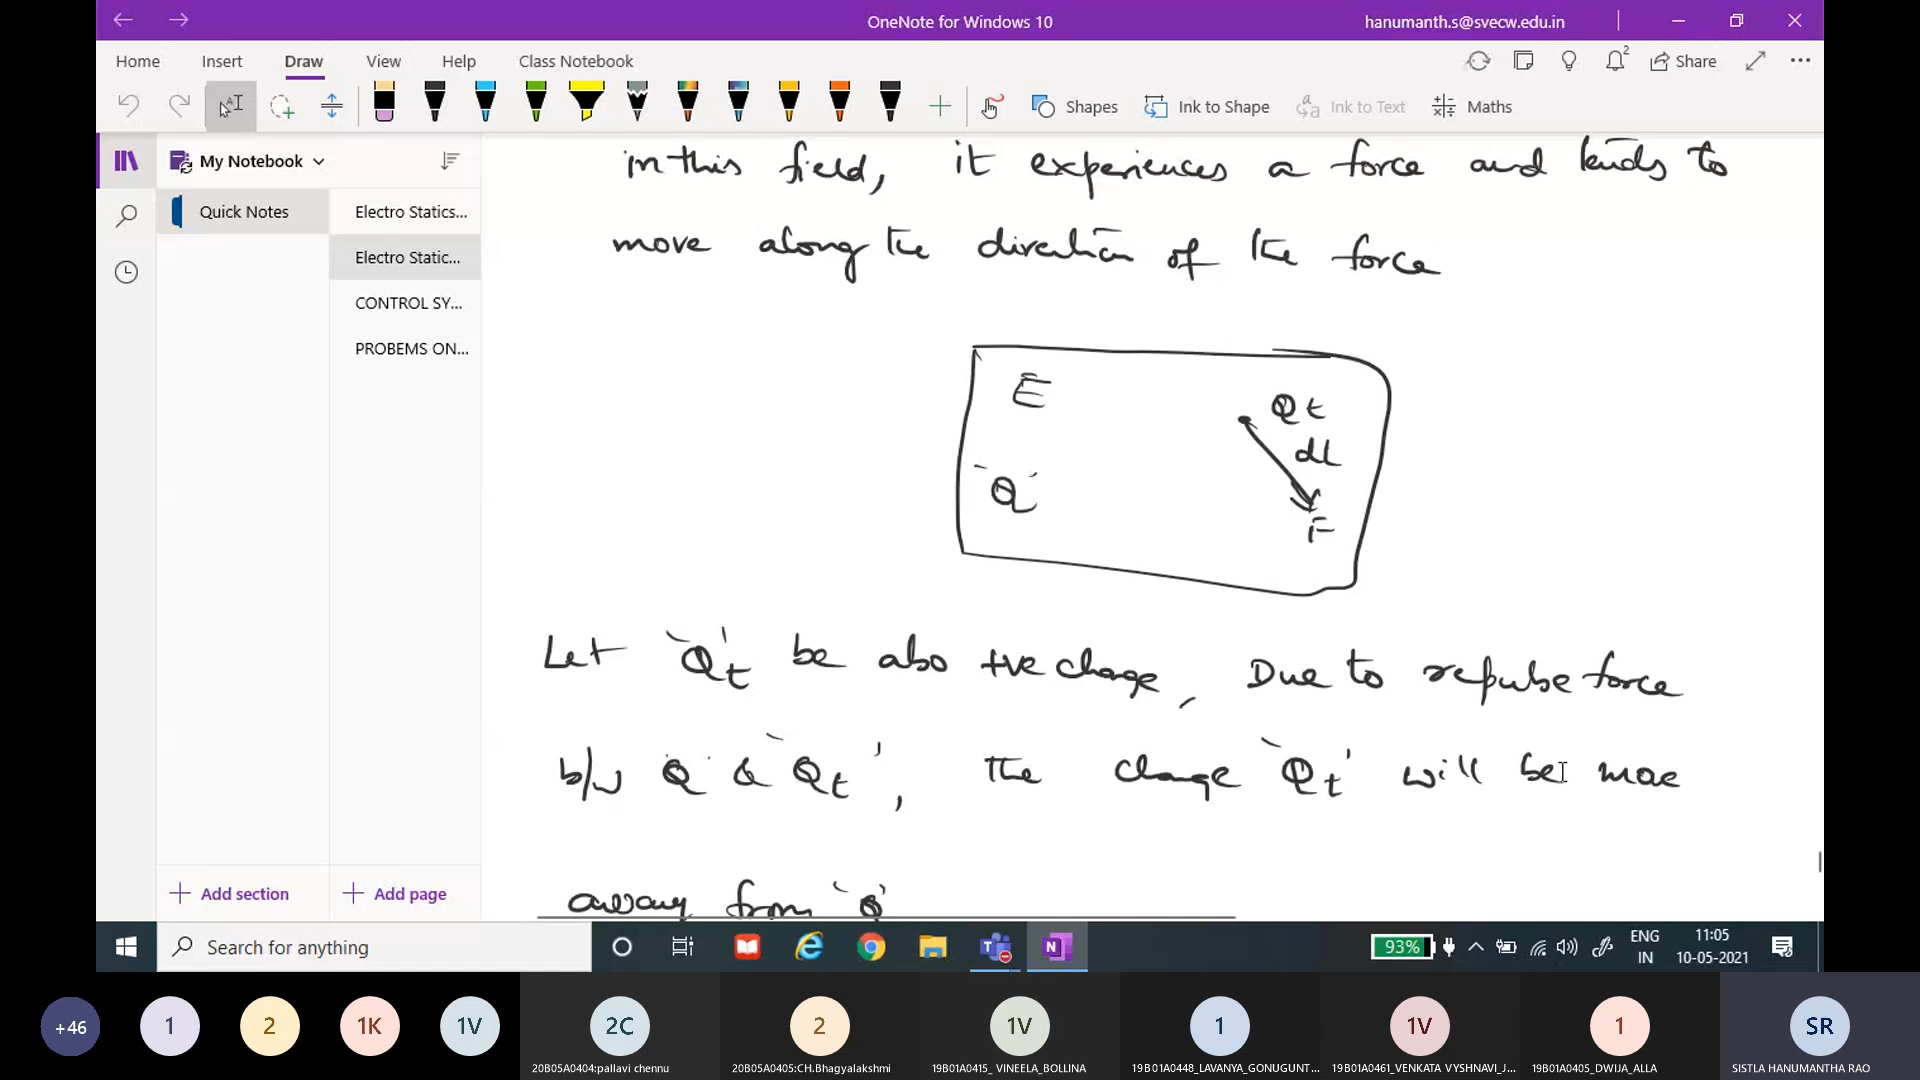 OneNote for Windows 10
hanumanth.s@svecw.edu.in
Home Insert Draw View Help Class Notebook
2
Share
Shapes Ink to Shape Ink to Text Maths
My Notebook
Quick Notes
Electro Statics...
Electro Static...
CONTROL SY...
PROBEMS ON...
in this field, it experiences a force and tends to
move along the direction of the force
E
Qt
dL
'Q'
F
Let 'Qt' be also +ve charge, Due to repulse force
b/w Q & 'Qt', the charge 'Qt' will be move
away from 'Q'
Add section
Add page
Search for anything
93%
ENG
IN
11:05
10-05-2021
+46 1 2 1K 1V 2C 2 1V 1 1V 1 SR
20B05A0404:pallavi chennu
20B05A0405:CH.Bhagyalakshmi
19B01A0415_ VINEELA_BOLLINA
19B01A0448_LAVANYA_GONUGUNT...
19B01A0461_VENKATA VYSHNAVI_J...
19B01A0405_DWIJA_ALLA
SISTLA HANUMANTHA RAO